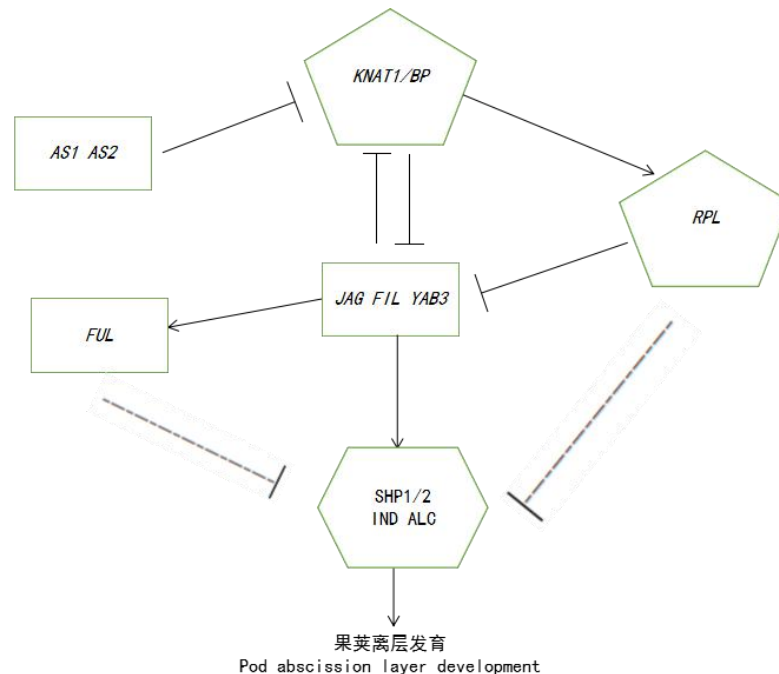 KNAT1/BP
AS1 AS2
RPL
JAG FIL YAB3
FUL
SHP1/2
IND ALC
果荚离层发育
Pod abscission layer development